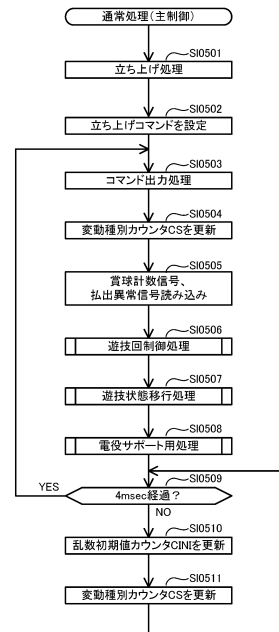 通常処理(主制御)
SI0501
立ち上げ処理
SI0502
立ち上げコマンドを設定
SI0503
コマンド出力処理
SI0504
変動種別カウンタCSを更新
SI0505
賞球計数信号、
払出異常信号読み込み
SI0506
遊技回制御処理
SI0507
遊技状態移行処理
SI0508
電役サポート用処理
SI0509
YES
4msec経過？
NO
SI0510
乱数初期値カウンタCINIを更新
SI0511
変動種別カウンタCSを更新